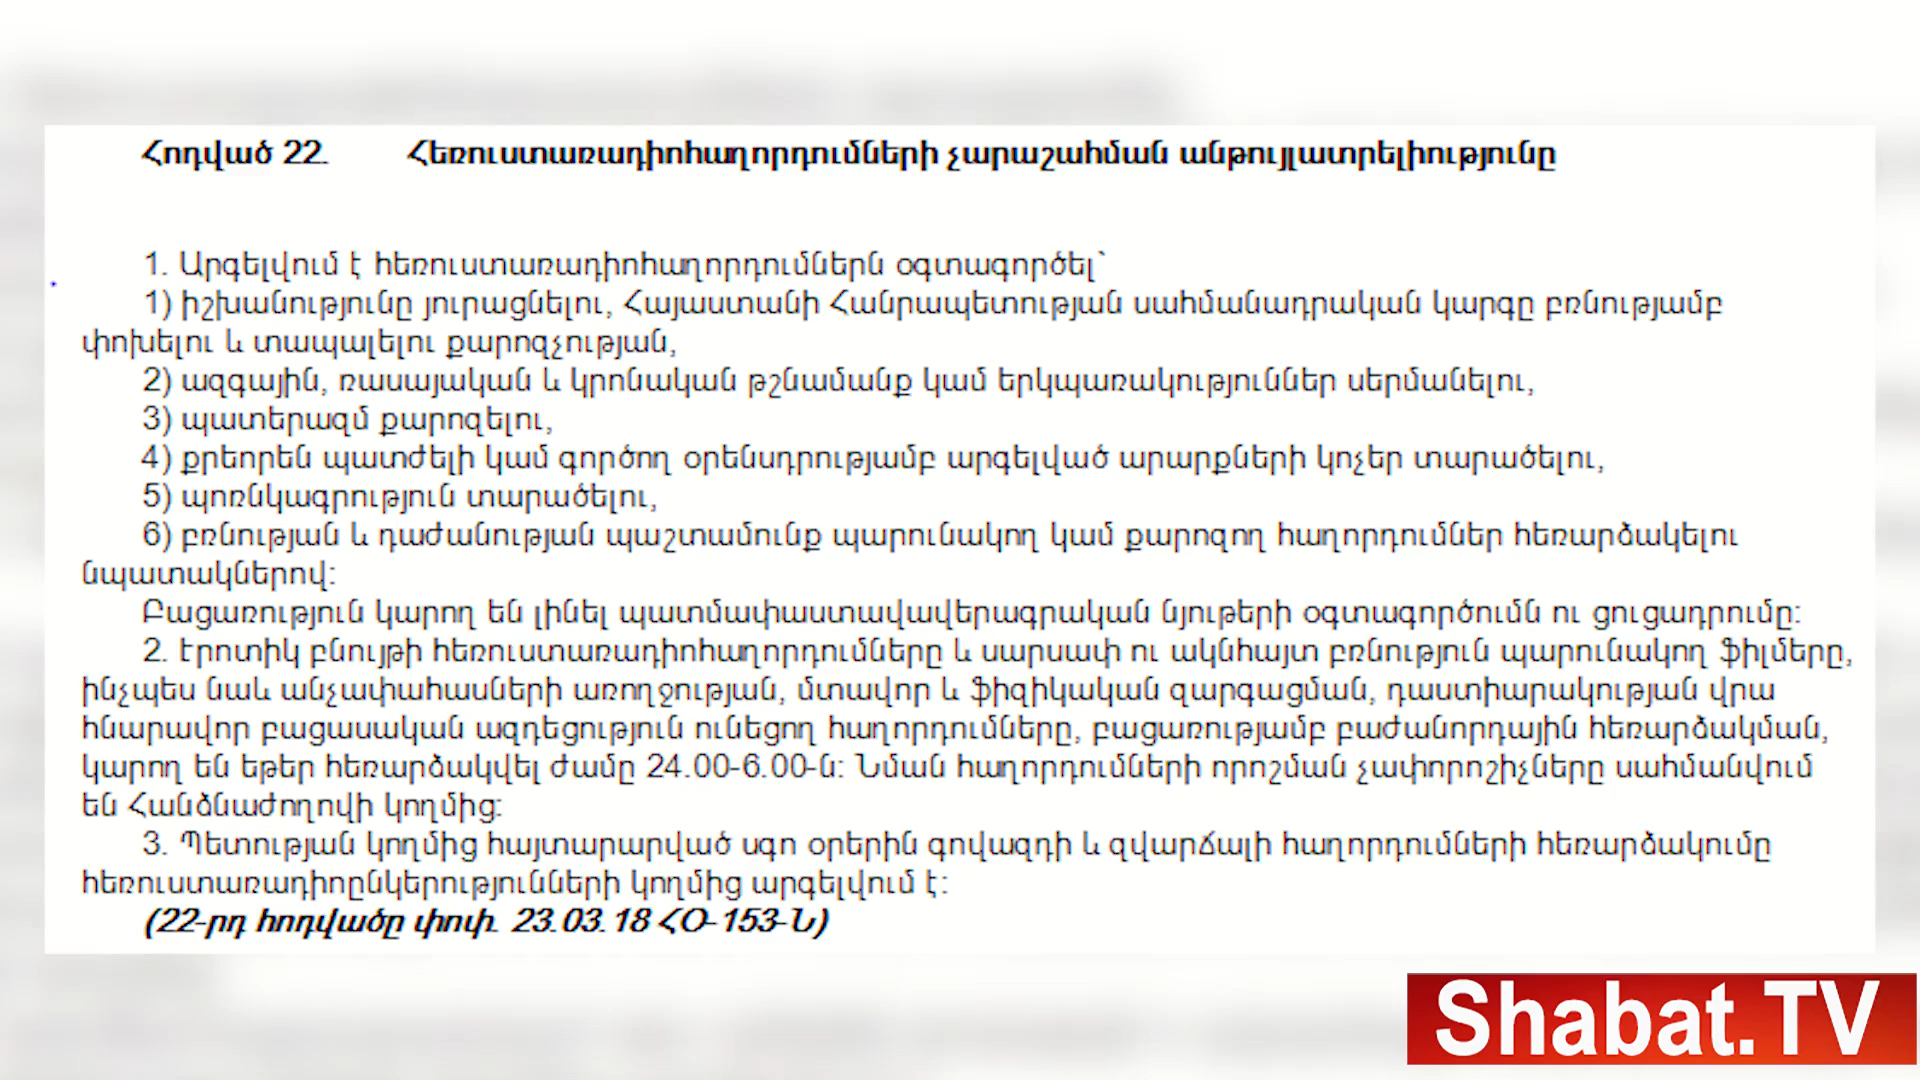 Հոդված 22. Հեռուստառադիոհաղորդումների չարաշահման անթույլատրելիությունը
1. Արգելվում է հեռուստառադիոհաղորդումներն օգտագործել`
1) իշխանությունը յուրացնելու, Հայաստանի Հանրապետության սահմանադրական կարգը բռնությամբ
փոխելու և տապալելու քարոզչության,
2) ազգային, ռասայական և կրոնական թշնամանք կամ երկպառակություններ սերմանելու,
3) պատերազմ քարոզելու,
4) քրեորեն պատժելի կամ գործող օրենսդրությամբ արգելված արարքների կոչեր տարածելու,
5) պոռնկագրություն տարածելու,
6) բռնության և դաժանության պաշտամունք պարունակող կամ քարոզող հաղորդումներ հեռարձակելու
նպատակներով:
Բացառություն կարող են լինել պատմափաստավավերագրական նյութերի օգտագործումն ու ցուցադրումը:
2. էրոտիկ բնույթի հեռուստառադիոհաղորդումները և սարսափ ու ակնհայտ բռնություն պարունակող ֆիլմերը,
ինչպես նաև անչափահասների առողջության, մտավոր և ֆիզիկական զարգացման, դաստիարակության վրա
հնարավոր բացասական ազդեցություն ունեցող հաղորդումները, բացառությամբ բաժանորդային հեռարձակման,
կարող են եթեր հեռարձակվել ժամը 24.00-6.00-ն: Նման հաղորդումների որոշման չափորոշիչները սահմանվում
են Հանձնաժողովի կողմից:
3. Պետության կողմից հայտարարված սգո օրերին գովազդի և զվարճալի հաղորդումների հեռարձակումը
հեռուստառադիոընկերությունների կողմից արգելվում է:
(22-րդ հոդվածը փոփ. 23.03.18 ՀՕ-153-Ն)
Shabat.TV